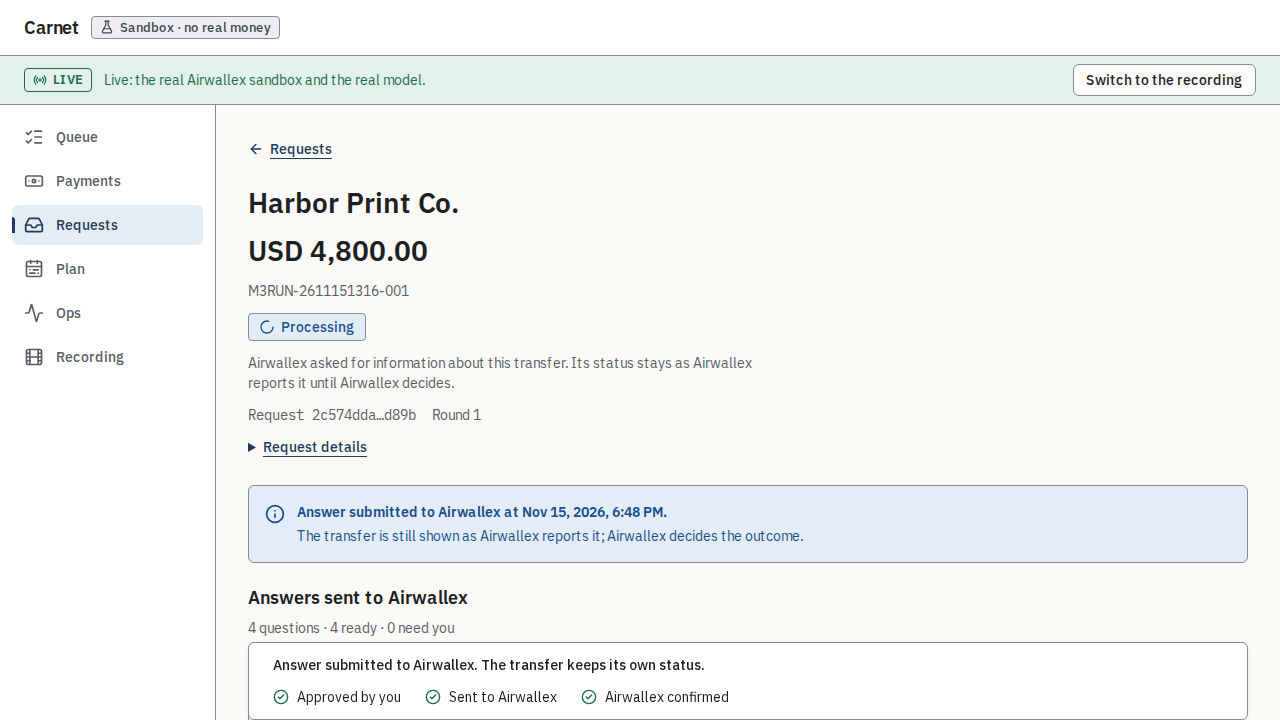 Carnet
Sandbox · no real money
LIVE
Live: the real Airwallex sandbox and the real model.
Switch to the recording
Queue
Payments
Requests
Plan
Ops
Recording
Requests
Harbor Print Co.
USD 4,800.00
M3RUN-2611151316-001
Processing
Airwallex asked for information about this transfer. Its status stays as Airwallex
reports it until Airwallex decides.
Request 2c574dda…d89b Round 1
Request details
Answer submitted to Airwallex at Nov 15, 2026, 6:48 PM.
The transfer is still shown as Airwallex reports it; Airwallex decides the outcome.
Answers sent to Airwallex
4 questions · 4 ready · 0 need you
Answer submitted to Airwallex. The transfer keeps its own status.
Approved by you
Sent to Airwallex
Airwallex confirmed